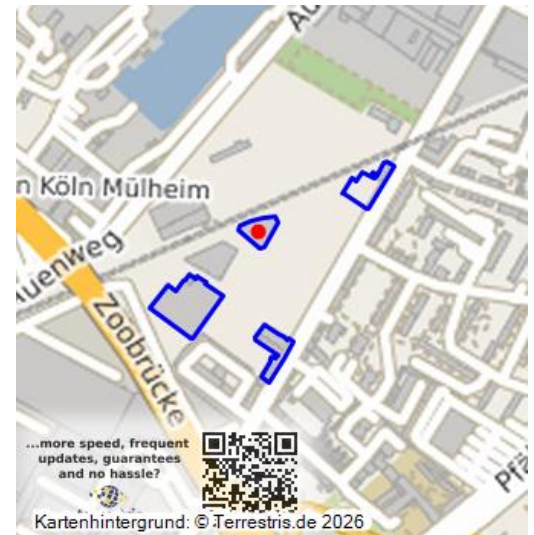 Au
n Köln Mülheim
Auenweg
Zoobrücke
...more speed, frequent
updates, guarantees
and no hassle?
Pfä
Kartenhintergrund: © Terrestris.de 2026